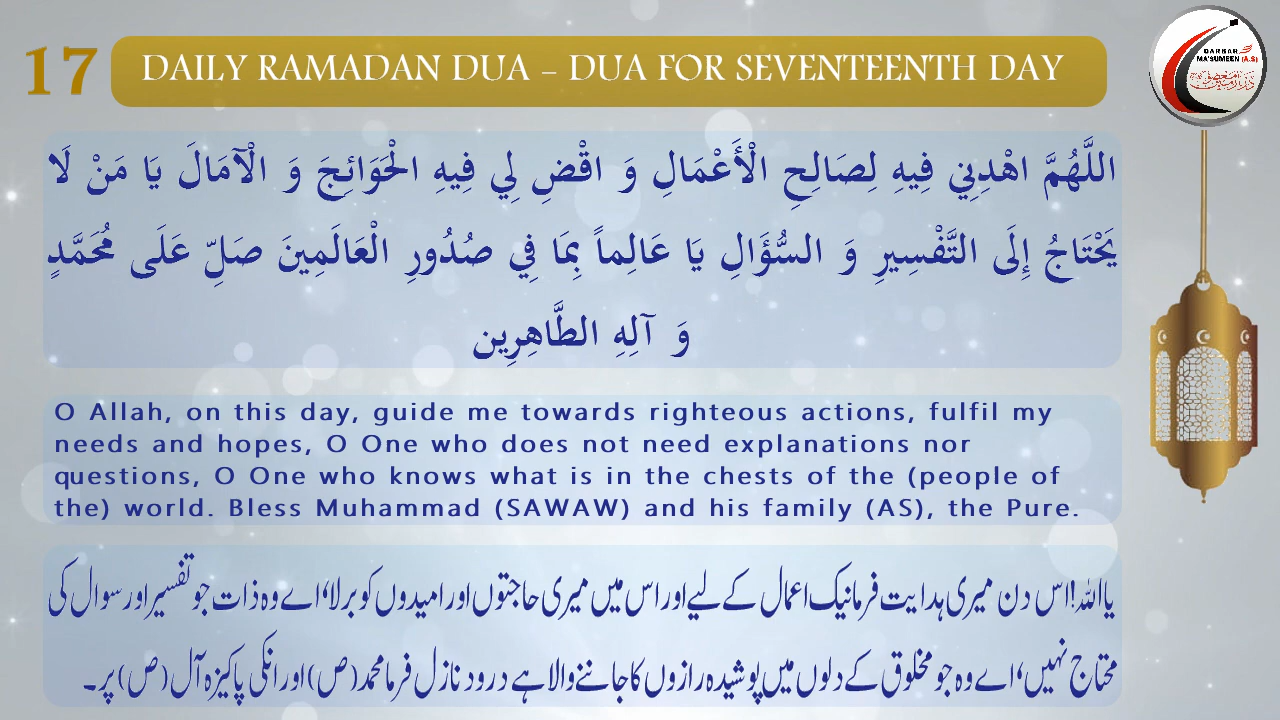 17
DAILY RAMADAN DUA – DUA FOR SEVENTEENTH DAY
DARBAR
MA'SUMEEN (A.S)
اللَّهُمَّ اهْدِنِي فِيهِ لِصَالِحِ الْأَعْمَالِ وَ اقْضِ لِي فِيهِ الْحَوَائِجَ وَ الْآمَالَ يَا مَنْ لَا
يَحْتَاجُ إِلَى التَّفْسِيرِ وَ السُّؤَالِ يَا عَالِماً بِمَا فِي صُدُورِ الْعَالَمِينَ صَلِّ عَلَى مُحَمَّدٍ
وَ آلِهِ الطَّاهِرِين
O Allah, on this day, guide me towards righteous actions, fulfil my
needs and hopes, O One who does not need explanations nor
questions, O One who knows what is in the chests of the (people of
the) world. Bless Muhammad (SAWAW) and his family (AS), the Pure.
یااللہ!اس دن میری ہدایت فرمانیک اعمال کے لیے اور اس میں میری حاجتوں اور امیدوں کو برلا‘اے وہ ذات جو تفسیر اور سوال کی
محتاج نہیں‘اے وہ جو مخلوق کے دلوں میں پوشیدہ رازوں کا جاننے والا ہے درود نازل فرما محمد(ص)اور انکی پاکیزہ آل(ص)پر۔